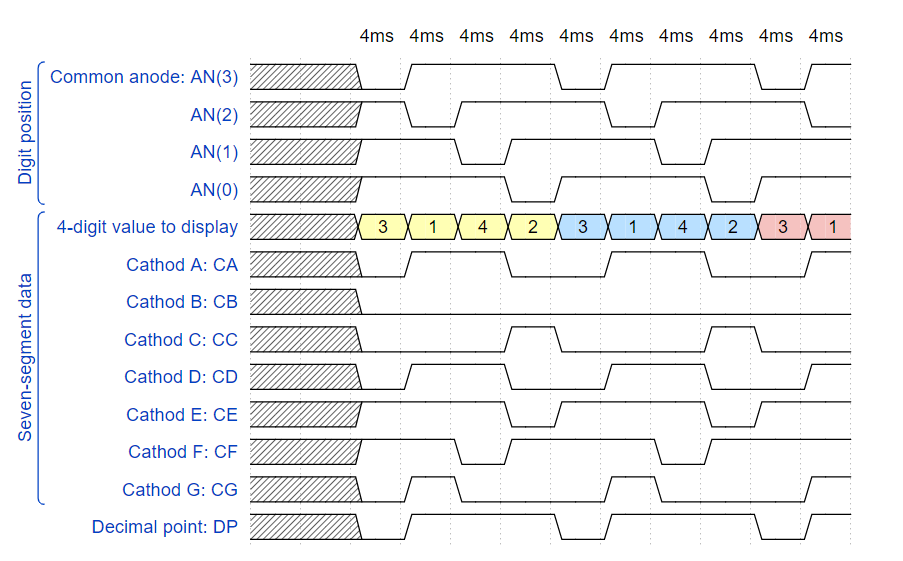 4ms 4ms 4ms 4ms 4ms 4ms 4ms 4ms 4ms 4ms
Digit position
Common anode: AN(3)
AN(2)
AN(1)
AN(0)
Seven-segment data
4-digit value to display 3 1 4 2 3 1 4 2 3 1
Cathod A: CA
Cathod B: CB
Cathod C: CC
Cathod D: CD
Cathod E: CE
Cathod F: CF
Cathod G: CG
Decimal point: DP